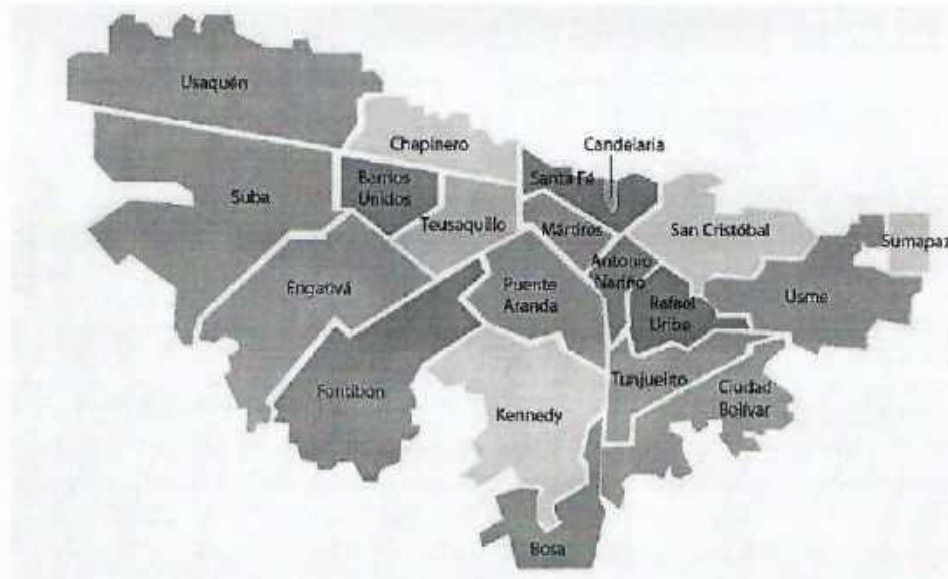 Usaquén
Chapinero
Candelaria
Barrios
Unidos
Santa Fé
Suba
Teusaquillo
Mártires
San Cristóbal
Sumapaz
Antonio
Nariño
Engativá
Puente
Aranda
Rafael
Uribe
Usme
Fontibón
Tunjuelito
Ciudad
Bolívar
Kennedy
Bosa